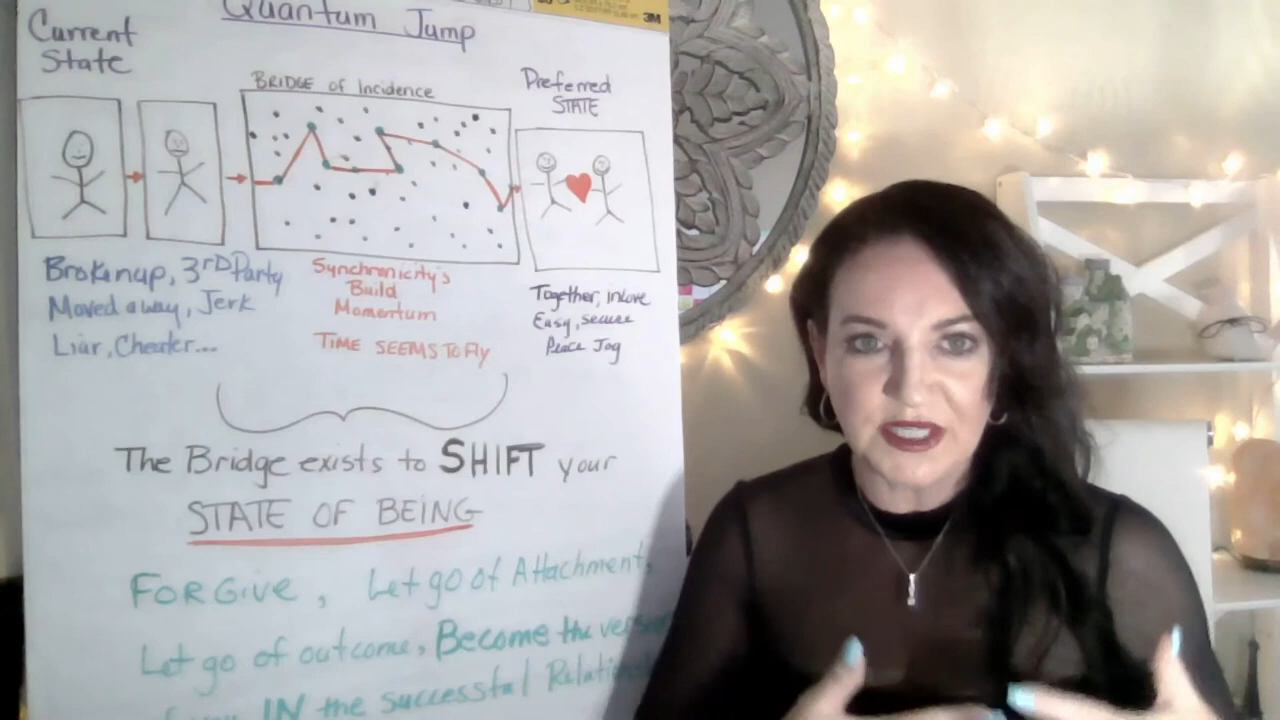 Quantum Jump
3M
Current
State
BRIDGE of Incidence
Preferred
STATE
Brokenup, 3RD Party
Moved away, Jerk
Liar, Cheater...
Synchronicity's
Build
Momentum
TIME SEEMS TO Fly
Together, inlove
Easy, secure
Peace Joy
The Bridge exists to SHIFT your
STATE OF BEING
FORGIVE, Let go of Attachment,
Let go of outcome, Become the
IN the successful